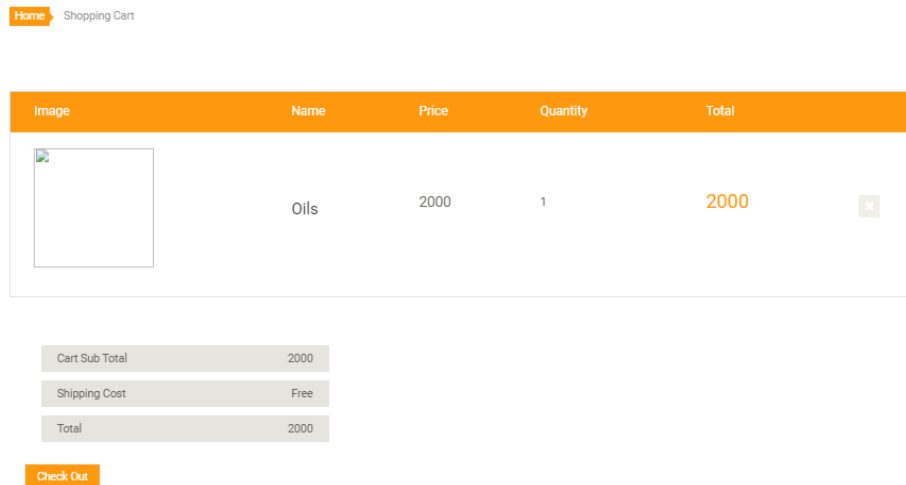 Home Shopping Cart
Image Name Price Quantity Total
Oils 2000 1 2000
Cart Sub Total 2000
Shipping Cost Free
Total 2000
Check Out